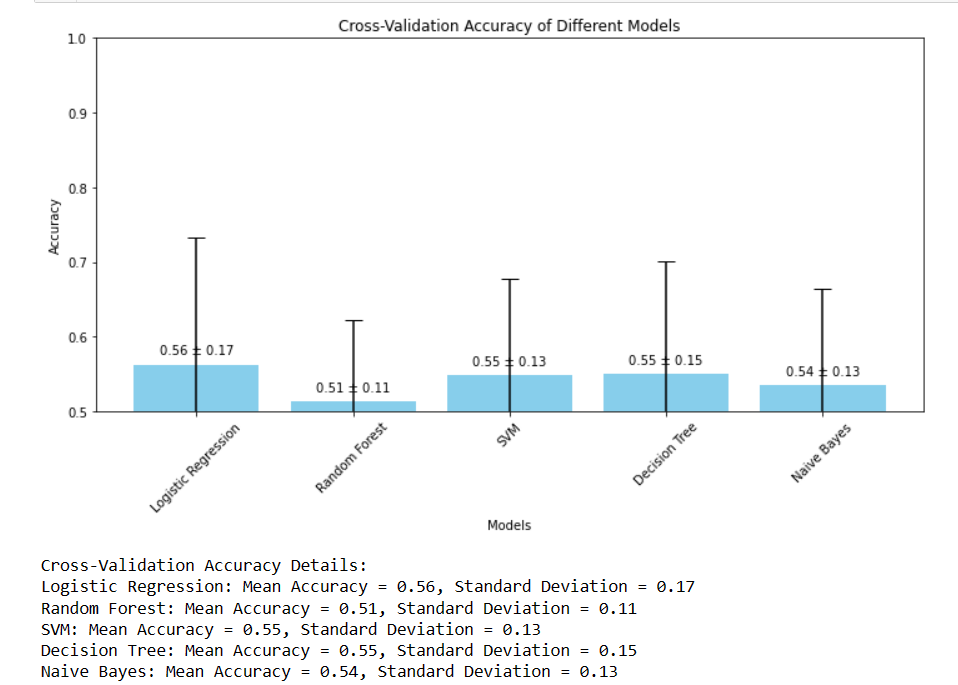 Cross-Validation Accuracy of Different Models
1.0
0.9
0.8
0.7
0.6
0.5
Accuracy
0.56 ± 0.17
0.51 ± 0.11
0.55 ± 0.13
0.55 ± 0.15
0.54 ± 0.13
Logistic Regression
Random Forest
SVM
Decision Tree
Naive Bayes
Models
Cross-Validation Accuracy Details:
Logistic Regression: Mean Accuracy = 0.56, Standard Deviation = 0.17
Random Forest: Mean Accuracy = 0.51, Standard Deviation = 0.11
SVM: Mean Accuracy = 0.55, Standard Deviation = 0.13
Decision Tree: Mean Accuracy = 0.55, Standard Deviation = 0.15
Naive Bayes: Mean Accuracy = 0.54, Standard Deviation = 0.13